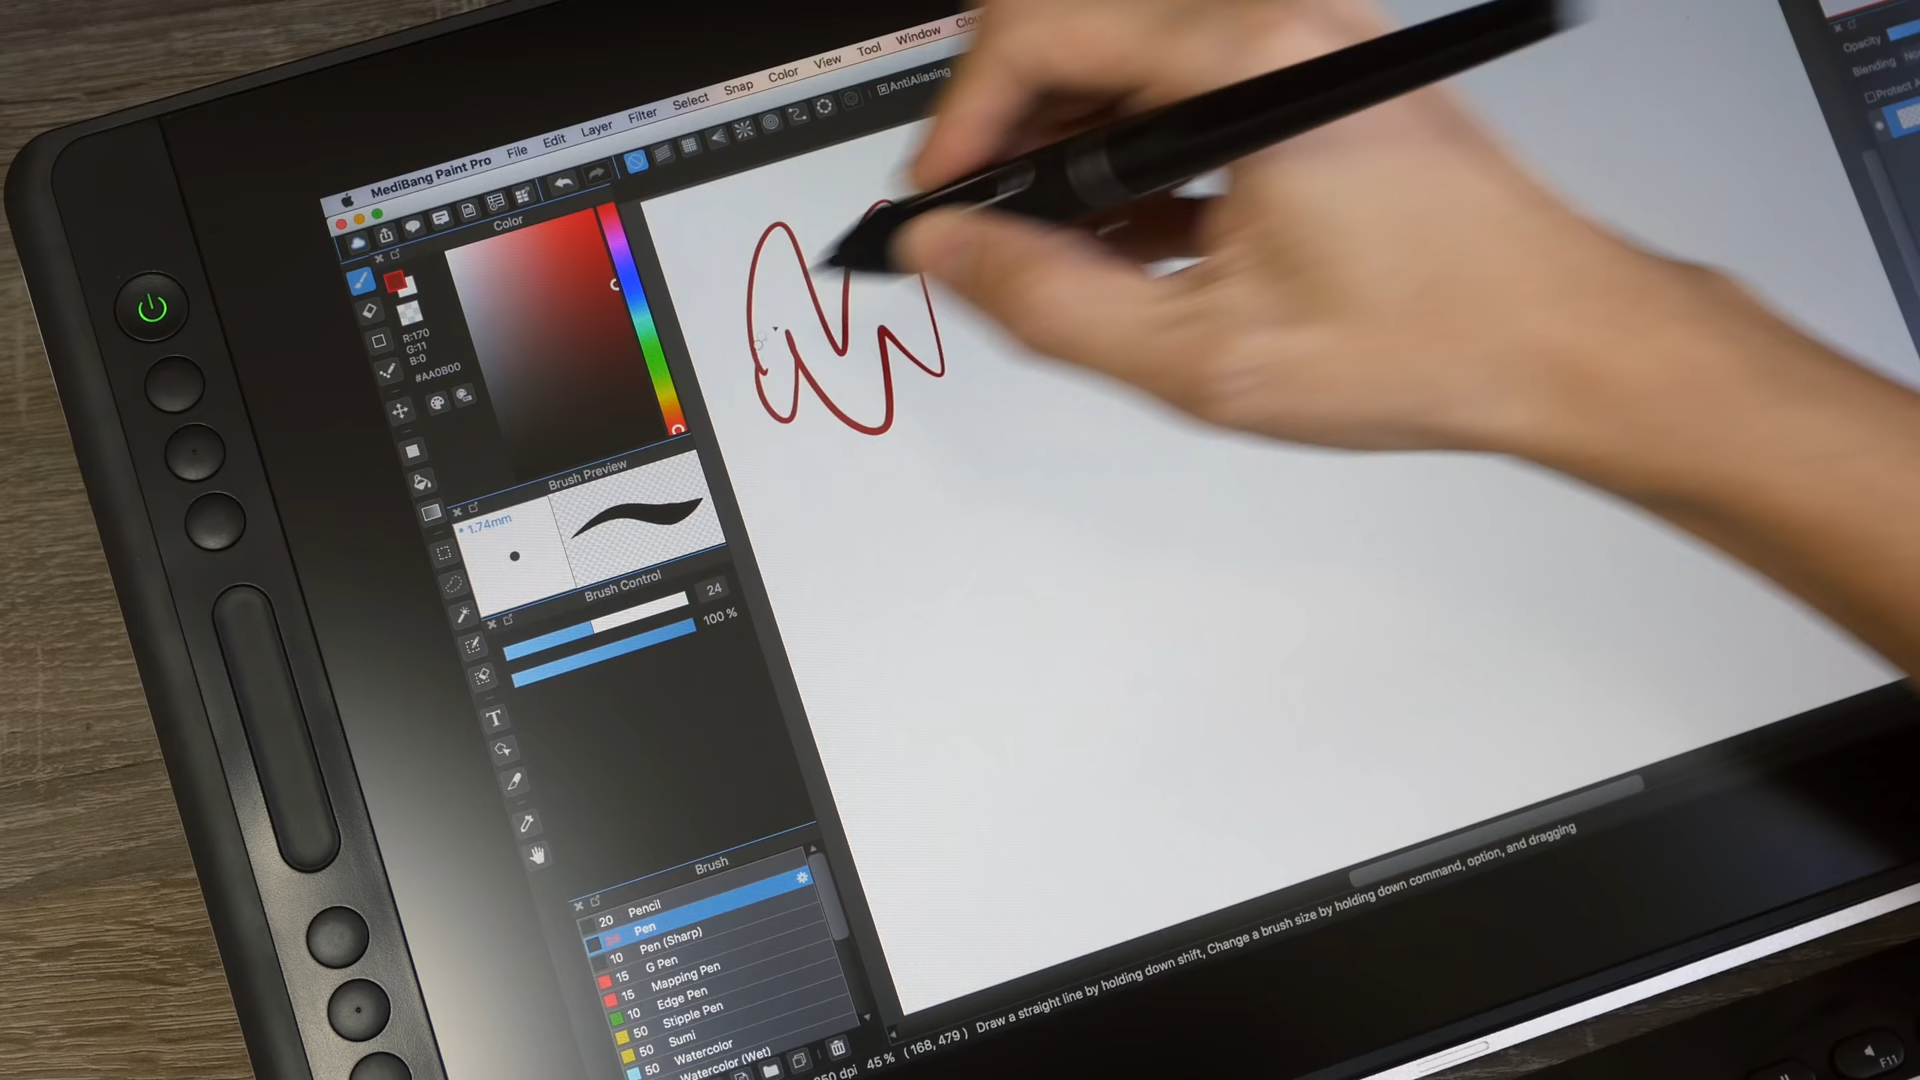 MediBang Paint Pro File Edit Layer Filter Select Snap Color View Tool Window
AntiAliasing
Color
R:170
G:11
B:0
#AA0B00
Brush Preview
* 1.74mm
Brush Control
24
100 %
Brush
20 Pencil
Pen
10 Pen (Sharp)
15 G Pen
15 Mapping Pen
10 Edge Pen
50 Stipple Pen
50 Sumi
50 Watercolor
Watercolor (Wet)
dpi 45 % ( 168, 479 ) Draw a straight line by holding down shift, Change a brush size by holding down command, option, and dragging
Opacity
Blending
Protect
F11